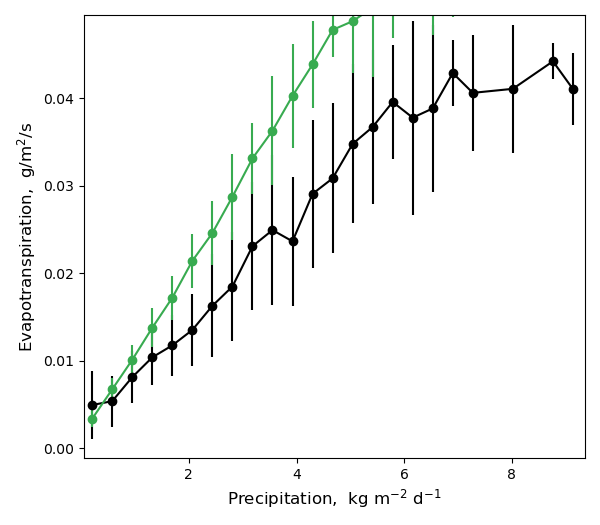 0.04
0.03
0.02
0.01
0.00
Evapotranspiration,  g/m²/s
2 4 6 8
Precipitation,  kg m⁻² d⁻¹